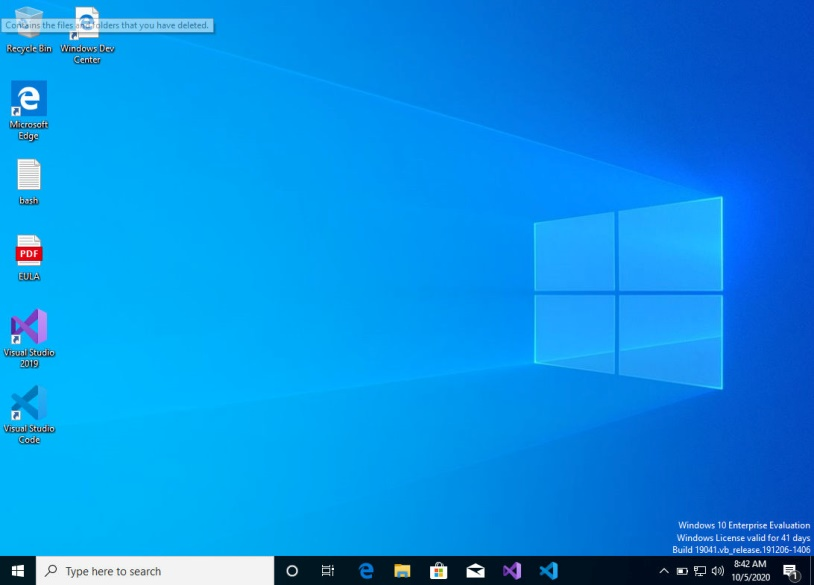 Contains the files and folders that you have deleted.
Recycle Bin
Windows Dev
Center
Microsoft
Edge
bash
PDF
EULA
Visual Studio
2019
Visual Studio
Code
Windows 10 Enterprise Evaluation
Windows License valid for 41 days
Build 19041.vb_release.191206-1406
Type here to search
8:42 AM
10/5/2020
1